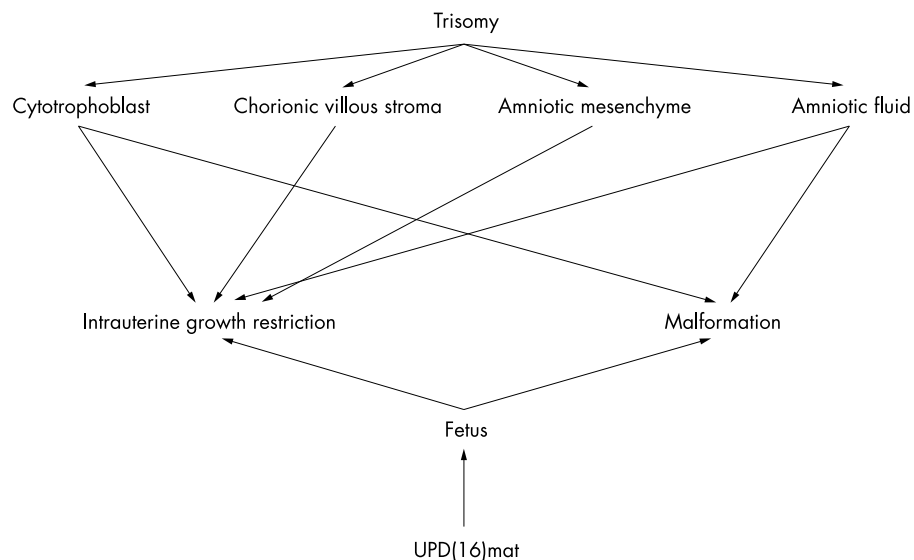 Trisomy
Cytotrophoblast
Chorionic villous stroma
Amniotic mesenchyme
Amniotic fluid
Intrauterine growth restriction
Malformation
Fetus
UPD(16)mat